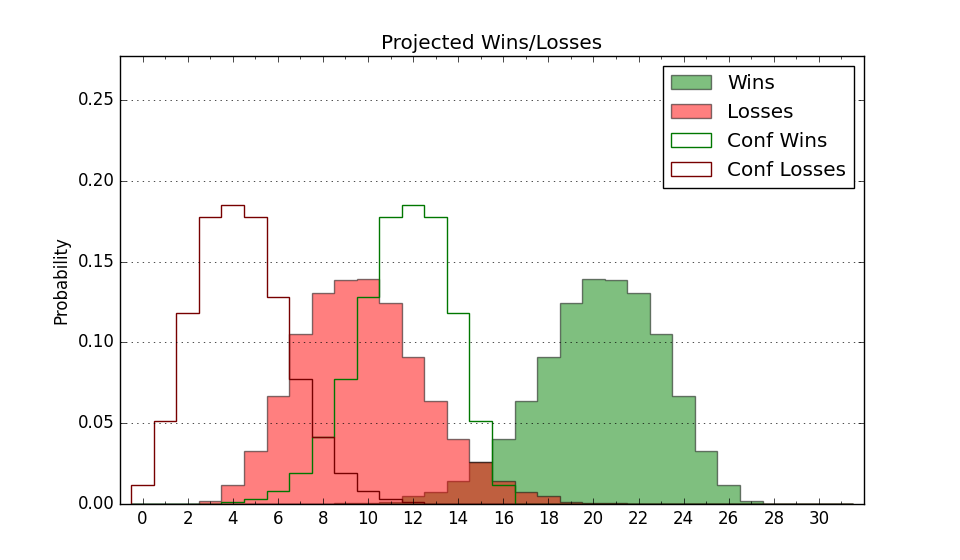 Projected Wins/Losses
Wins
Losses
Conf Wins
Conf Losses
Probability
0.25
0.20
0.15
0.10
0.05
0.00
0 2 4 6 8 10 12 14 16 18 20 22 24 26 28 30